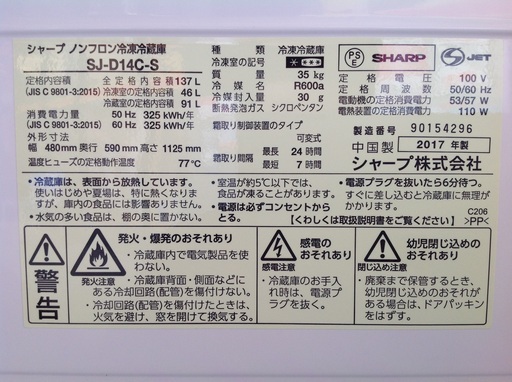 シャープ ノンフロン冷凍冷蔵庫
SJ-D14C-S
定格内容積 全定格内容積 137L
(JIS C 9801-3:2015) 冷凍室の定格内容積 46L
冷蔵室の定格内容積 91L
消費電力量 50 Hz 325 kWh/年
(JIS C 9801-3:2015) 60 Hz 325 kWh/年
外形寸法
幅 480mm 奥行 590 mm 高さ 1125 mm
温度ヒューズの定格動作温度 77℃
種類 冷凍冷蔵庫
冷凍室の記号
質量 35 kg
冷媒 R600a
冷媒封入量 30 g
断熱発泡ガス シクロペンタン
霜取り制御装置のタイプ
可変式
霜取り間隔 最長 24 時間
最短 7 時間
PSE SHARP S JET
定格電圧 100 V
定格周波数 50/60 Hz
電動機の定格消費電力 53/57 W
電熱装置の定格消費電力 110 W
製造番号 90154296
中国製 2017 年製
シャープ株式会社
・冷蔵庫は、表面から放熱しています。
使いはじめや夏場は、特に熱くなりま
すが、庫内の食品には影響ありません。
・水気の多い食品は、棚の奥に置かない。
・室温が約5℃以下では、
食品が凍ることがあります。
・電源は必ずコンセントか
らとる。
・電源プラグを抜いたら6分待つ。
すぐに差し込むと冷蔵庫に無理が
かかります。
【くわしくは取扱説明書をご覧ください】
C206
>PP<
警告
発火・爆発のおそれあり
発火注意
・冷蔵庫内で電気製品を使
わない。
・冷蔵庫背面・側面などに
ある冷却回路(配管)を傷付けない。
・冷却回路(配管)を傷付けたときは、
火気を避け、窓を開けて換気する。
感電の
おそれあり
感電注意
・冷蔵庫のお手入
れ時は、電源プラ
グを抜く。
幼児閉じ込めの
おそれあり
閉じ込め注意
・廃棄まで保管するとき、
幼児閉じ込めのおそれが
ある場合は、ドアパッキン
をはずす。